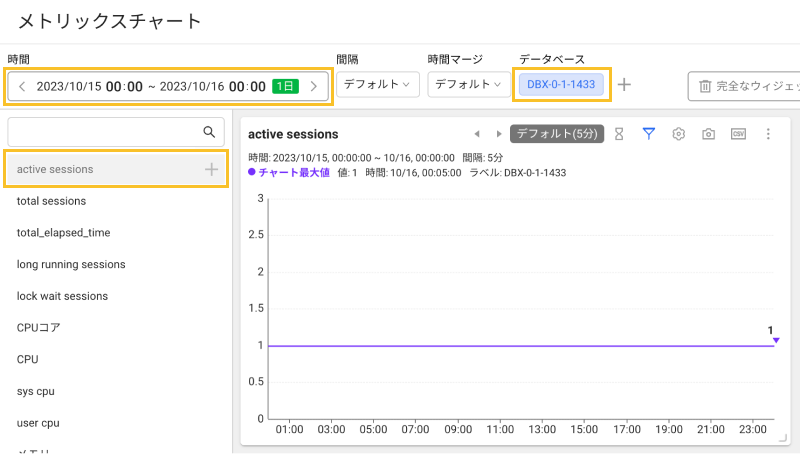 メトリックスチャート
時間
間隔
時間マージ
データベース
2023/10/15 00:00 ~ 2023/10/16 00:00 1日
デフォルト
デフォルト
DBX-0-1-1433
完全なウィジェッ
active sessions
total sessions
total_elapsed_time
long running sessions
lock wait sessions
CPUコア
CPU
sys cpu
user cpu
active sessions
デフォルト(5分)
CSV
時間: 2023/10/15, 00:00:00 ~ 10/16, 00:00:00 間隔: 5分
チャート最大値 値: 1 時間: 10/16, 00:05:00 ラベル: DBX-0-1-1433
3
2.5
2
1.5
1
0.5
0
1
01:00 03:00 05:00 07:00 09:00 11:00 13:00 15:00 17:00 19:00 21:00 23:00